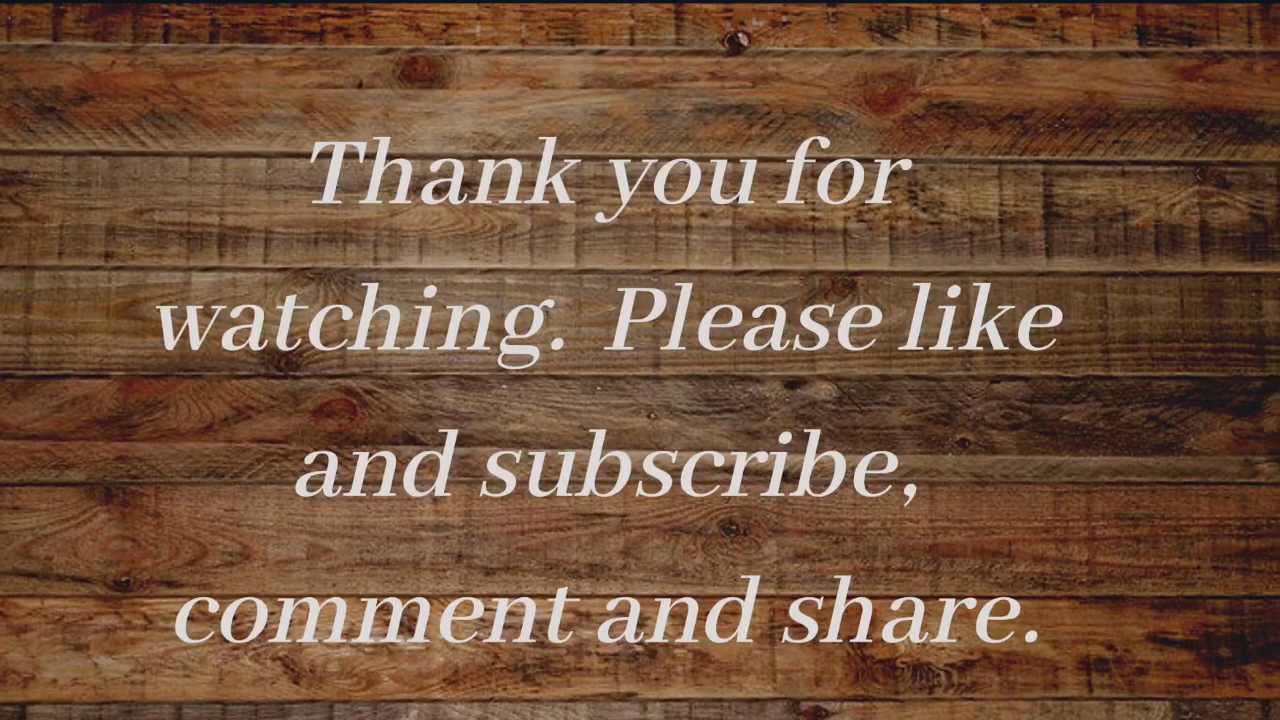 Thank you for
watching. Please like
and subscribe,
comment and share.